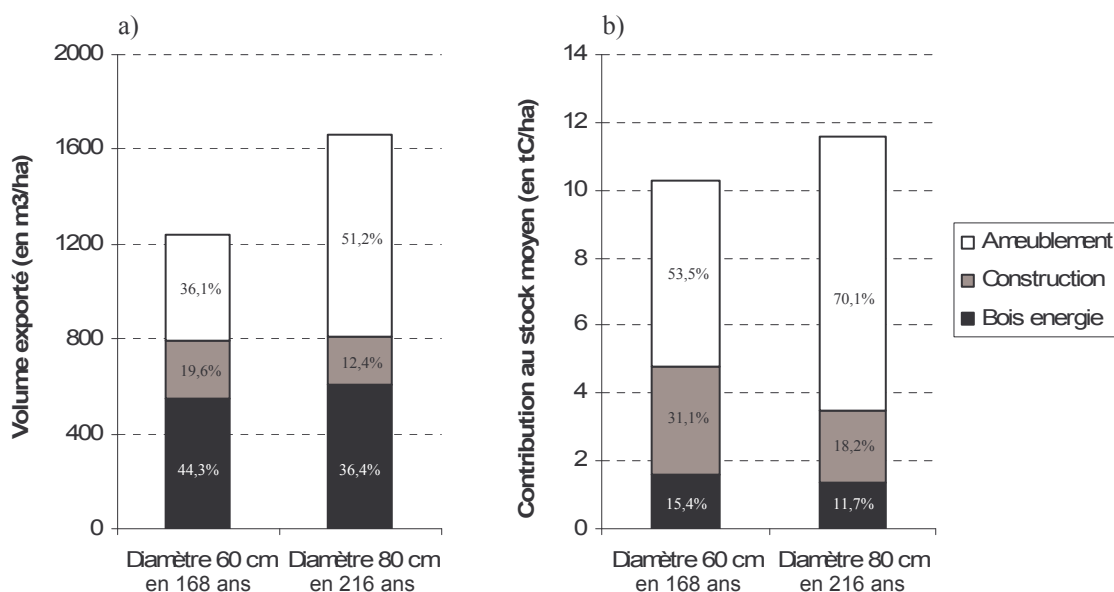 a)
Volume exporté (en m3/ha)
2000
1600
1200
800
400
0
51,2%
36,1%
19,6%
12,4%
44,3%
36,4%
Diamètre 60 cm
en 168 ans
Diamètre 80 cm
en 216 ans
b)
Contribution au stock moyen (en tC/ha)
14
12
10
8
6
4
2
0
53,5%
70,1%
31,1%
18,2%
15,4%
11,7%
Diamètre 60 cm
en 168 ans
Diamètre 80 cm
en 216 ans
Ameublement
Construction
Bois energie